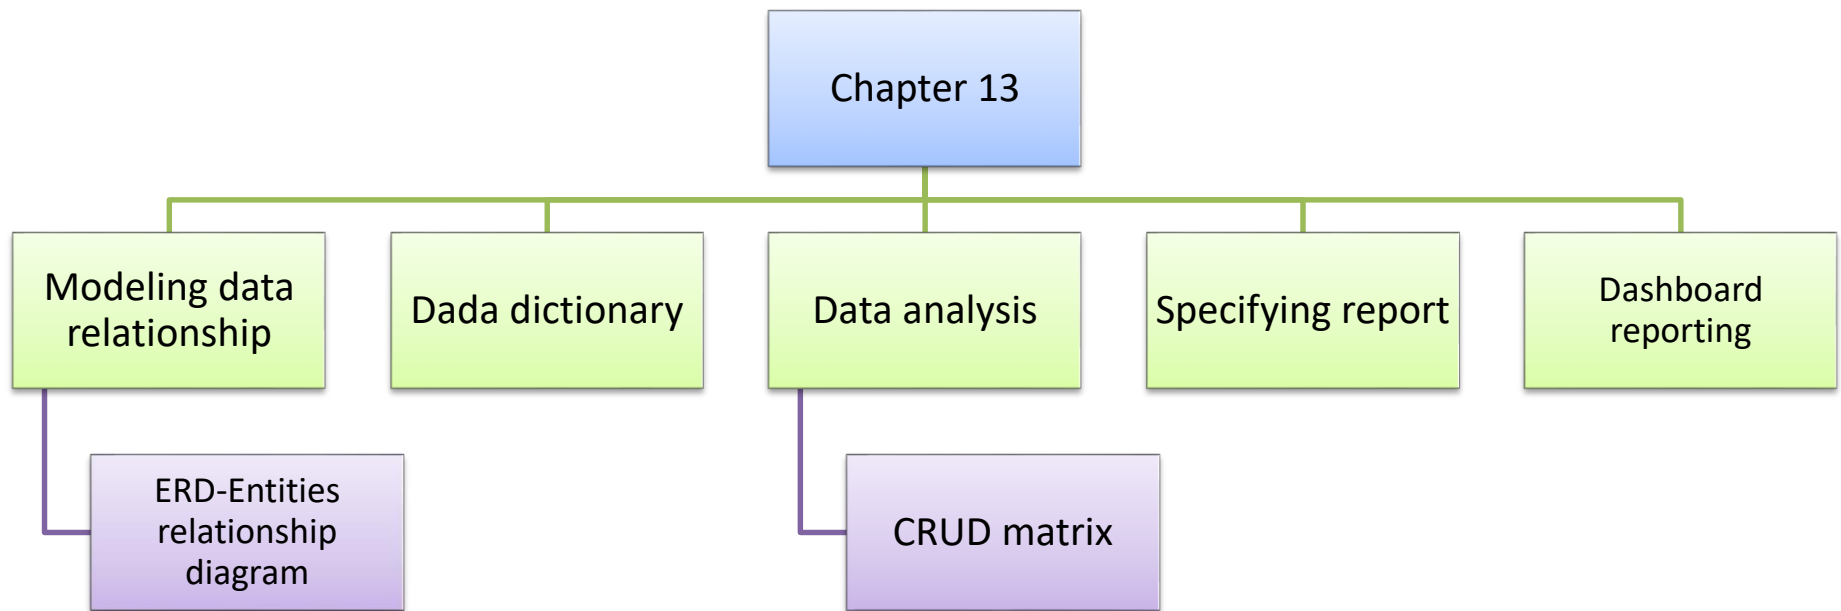 Chapter 13
Modeling data
relationship
Dada dictionary
Data analysis
Specifying report
Dashboard
reporting
ERD-Entities
relationship
diagram
CRUD matrix